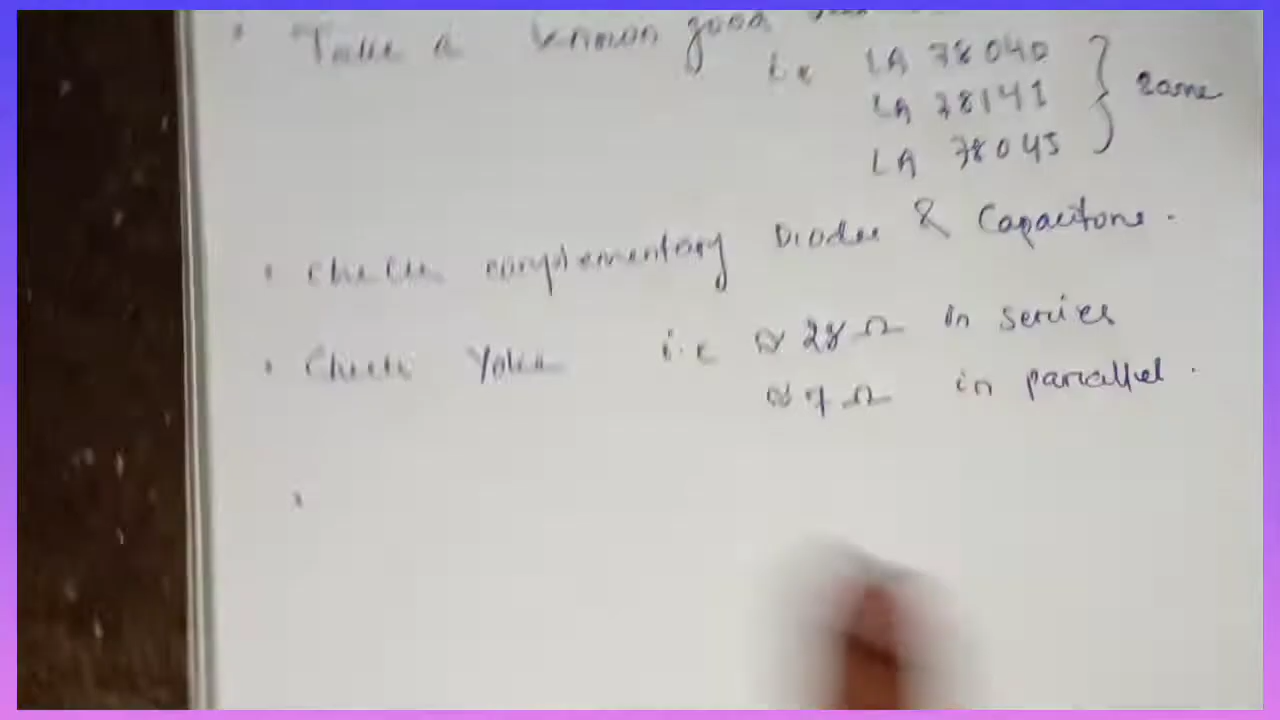 • Take a known good
i.e LA 78040
LA 78141 } same
LA 78045
• Check complementary Diodes & Capacitors.
• Check Yoke i.e ≈ 28 Ω in series
≈ 7 Ω in parallel.
•